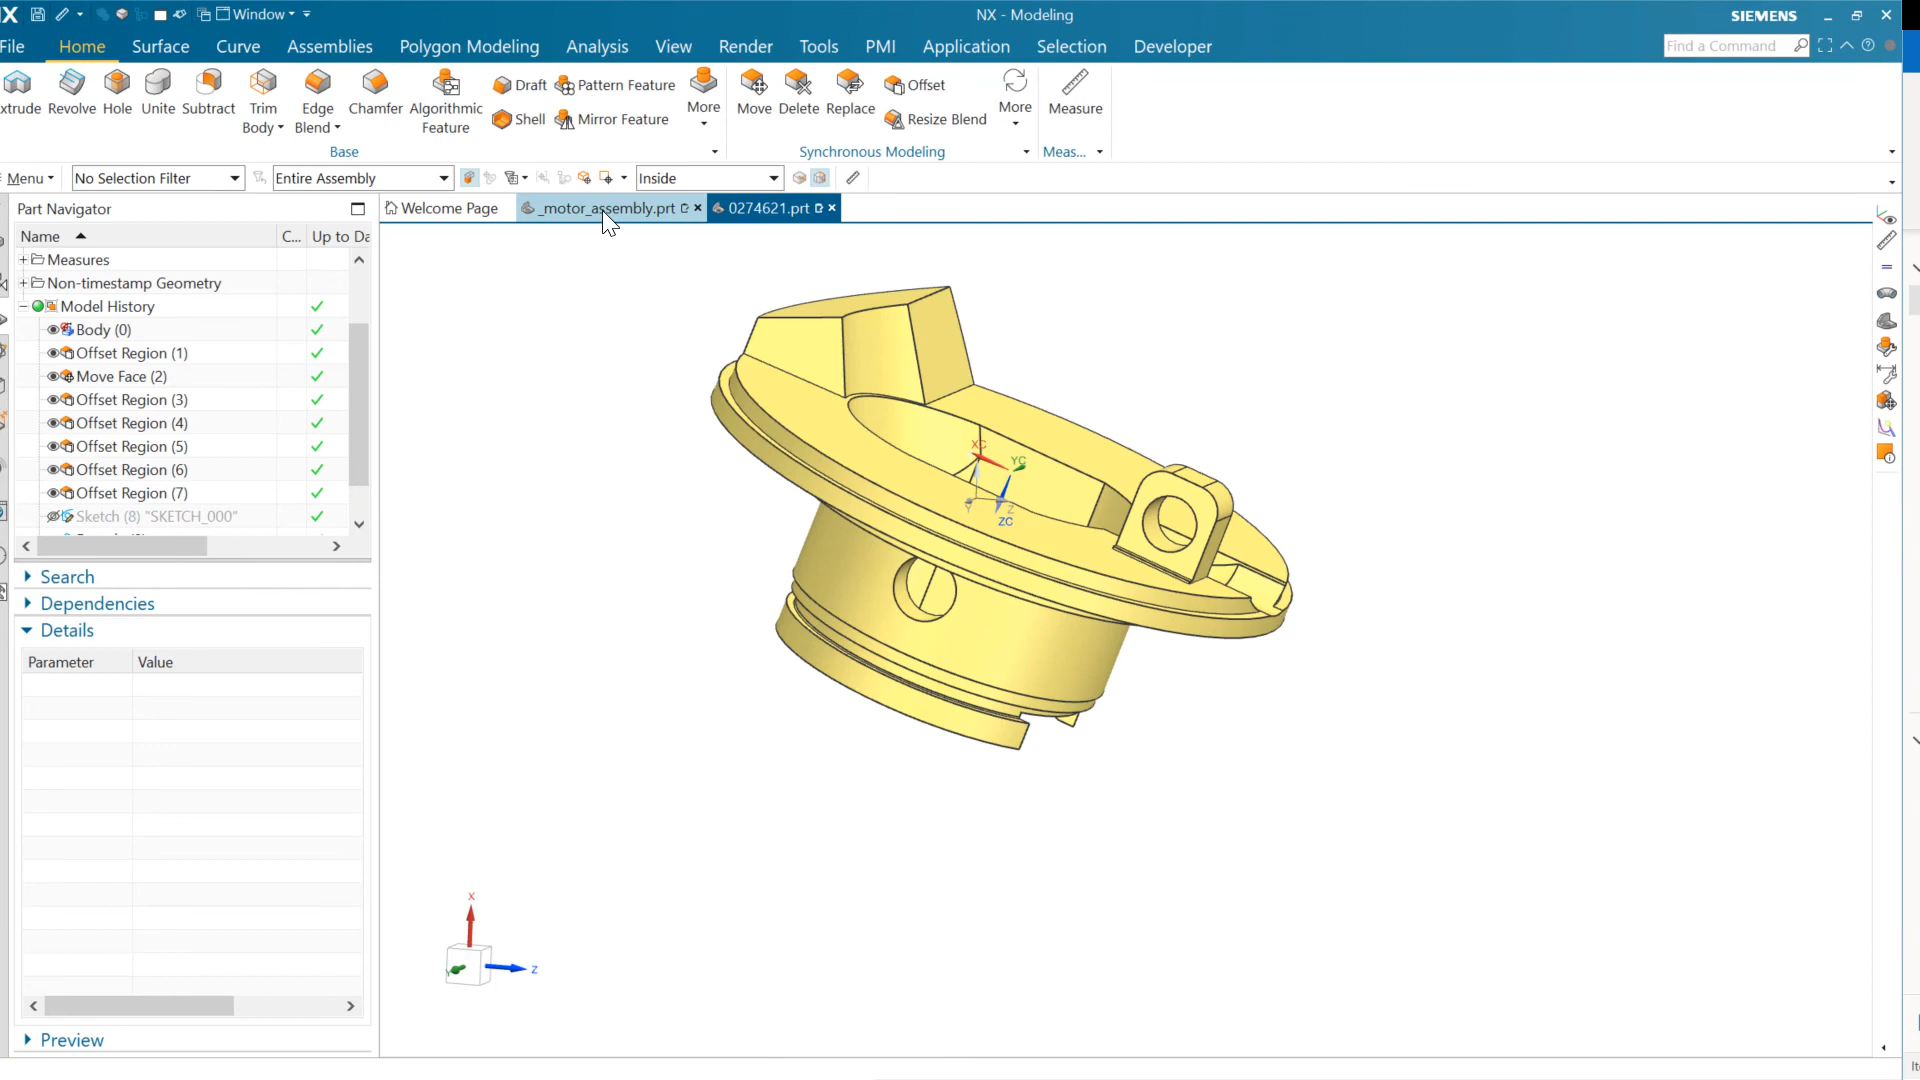 NX
Window
NX - Modeling
SIEMENS
File
Home
Surface
Curve
Assemblies
Polygon Modeling
Analysis
View
Render
Tools
PMI
Application
Selection
Developer
Find a Command
xtrude
Revolve
Hole
Unite
Subtract
Trim
Body
Edge
Blend
Chamfer
Algorithmic
Feature
Draft
Shell
Pattern Feature
Mirror Feature
More
Move
Delete
Replace
Offset
Resize Blend
More
Measure
Base
Synchronous Modeling
Meas...
Menu
No Selection Filter
Entire Assembly
Inside
Part Navigator
Welcome Page
_motor_assembly.prt
0274621.prt
Name
C...
Up to Da
Measures
Non-timestamp Geometry
Model History
Body (0)
Offset Region (1)
Move Face (2)
Offset Region (3)
Offset Region (4)
Offset Region (5)
Offset Region (6)
Offset Region (7)
Sketch (8) "SKETCH_000"
Search
Dependencies
Details
Parameter
Value
Preview
XC
YC
ZC
Y
Z
X
Y
Z